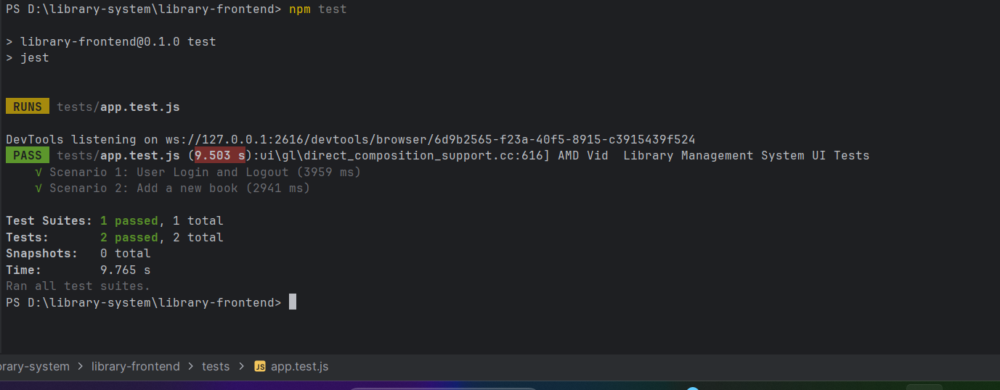 PS D:\library-system\library-frontend> npm test
> library-frontend@0.1.0 test
> jest
RUNS tests/app.test.js
DevTools listening on ws://127.0.0.1:2616/devtools/browser/6d9b2565-f23a-40f5-8915-c3915439f524
PASS tests/app.test.js (9.503 s):ui\gl\direct_composition_support.cc:616] AMD Vid  Library Management System UI Tests
√ Scenario 1: User Login and Logout (3959 ms)
√ Scenario 2: Add a new book (2941 ms)
Test Suites: 1 passed, 1 total
Tests: 2 passed, 2 total
Snapshots: 0 total
Time: 9.765 s
Ran all test suites.
PS D:\library-system\library-frontend>
rary-system > library-frontend > tests > JS app.test.js